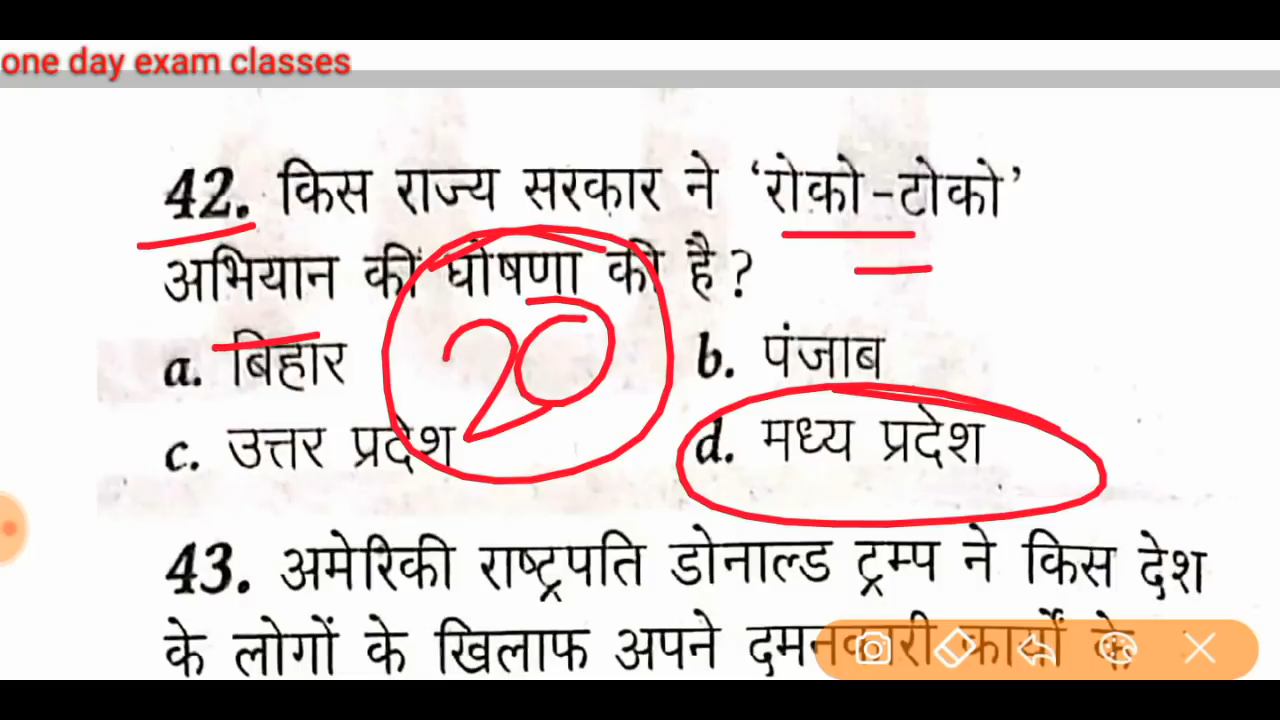 one day exam classes
42. किस राज्य सरकार ने ‘रोको-टोको’
अभियान की घोषणा की है?
a. बिहार
b. पंजाब
20
c. उत्तर प्रदेश
d. मध्य प्रदेश
43. अमेरिकी राष्ट्रपति डोनाल्ड ट्रम्प ने किस देश
के लोगों के खिलाफ अपने दमनकारी कार्यों के